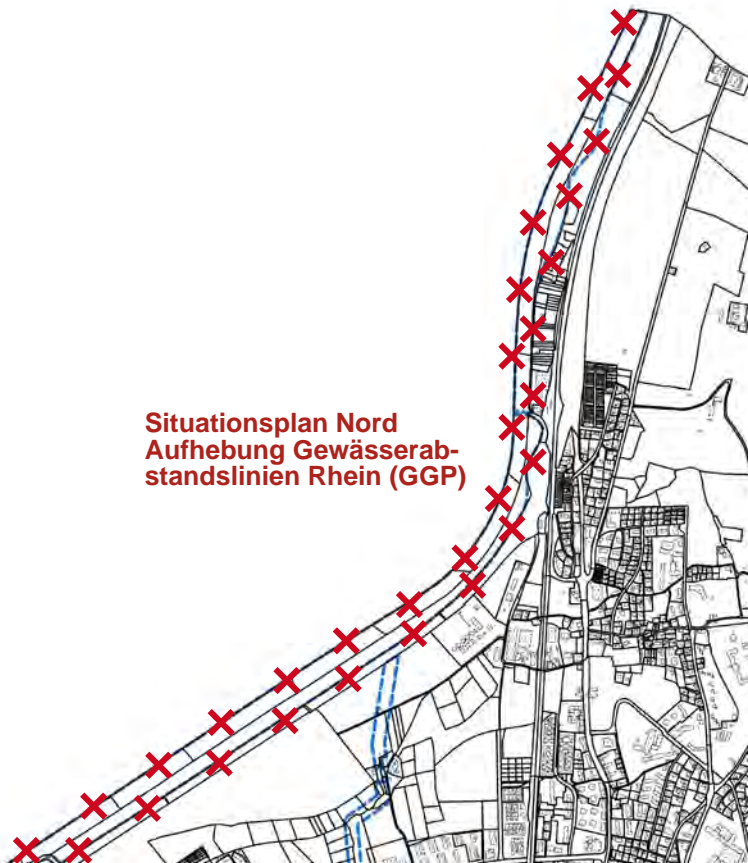 Situationsplan Nord
Aufhebung Gewässerab-
standslinien Rhein (GGP)